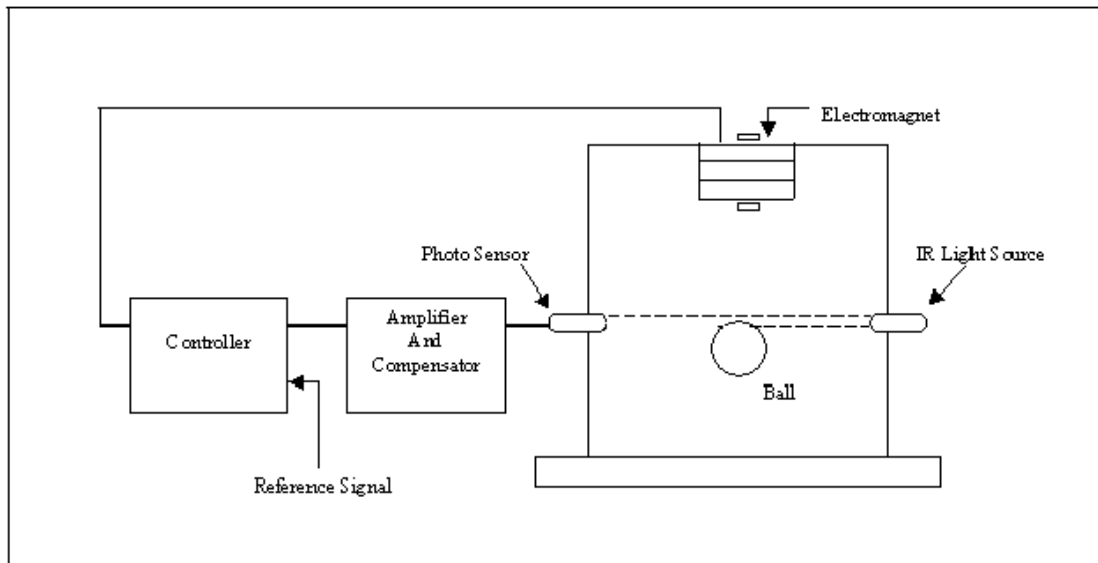 Electromagnet
Photo Sensor
IR Light Source
Controller
Amplifier
And
Compensator
Ball
Reference Signal